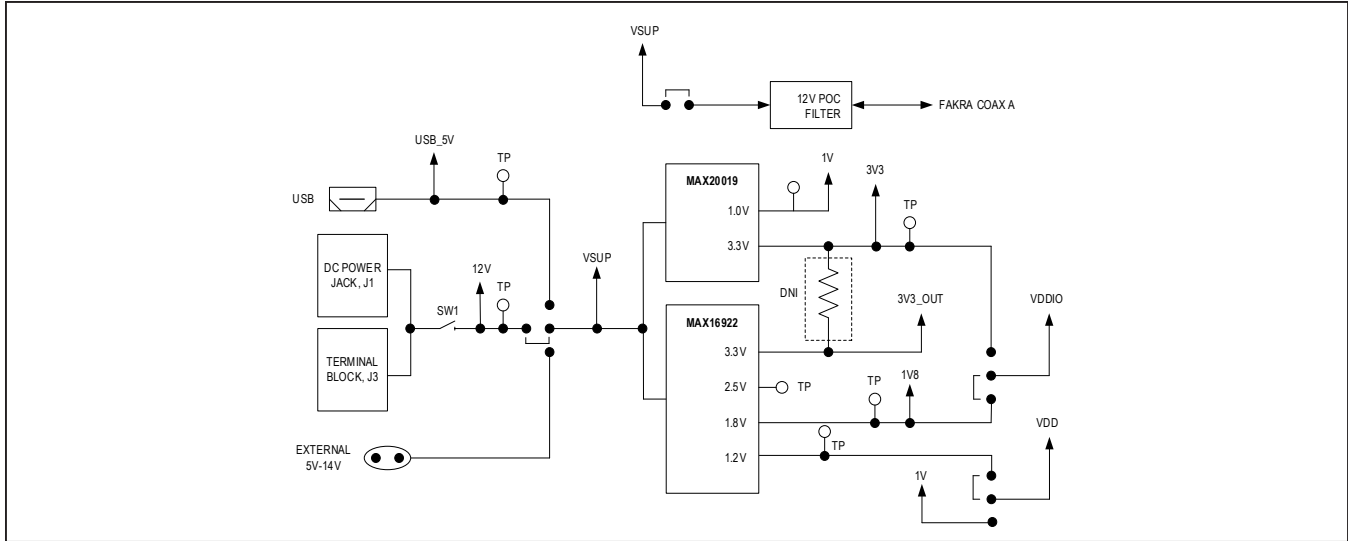 VSUP
12V POC
FILTER
FAKRA COAX A
USB_5V
TP
USB
MAX20019
1V
3V3
1.0V
TP
3.3V
DC POWER
JACK, J1
12V
TP
VSUP
SW1
DNI
3V3_OUT
VDDIO
TERMINAL
BLOCK, J3
MAX16922
3.3V
2.5V
TP
TP
1V8
1.8V
VDD
EXTERNAL
5V-14V
1.2V
TP
1V